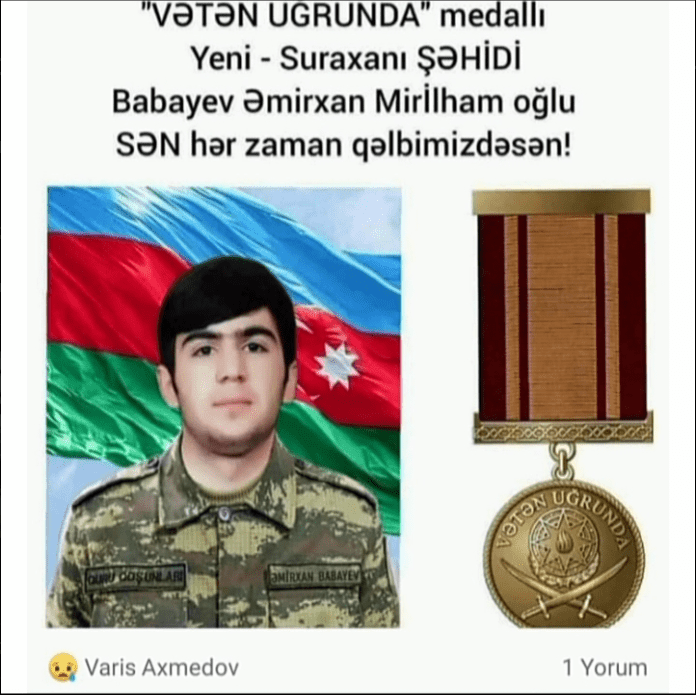 "VƏTƏN UĞRUNDA" medallı
Yeni - Suraxanı ŞƏHİDİ
Babayev Əmirxan Mirİlham oğlu
SƏN hər zaman qəlbimizdəsən!
QURU QOŞUNLARI
ƏMİRXAN BABAYEV
VƏTƏN UĞRUNDA
Varis Axmedov
1 Yorum